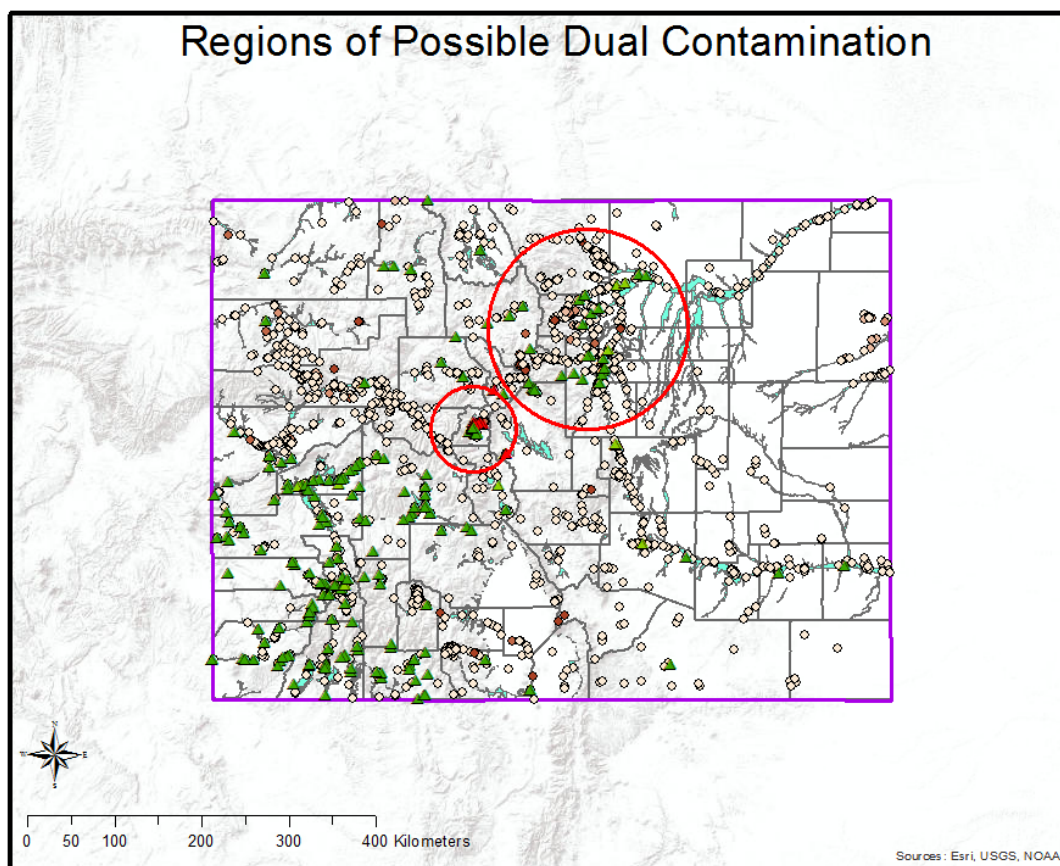 Regions of Possible Dual Contamination
N
W E
S
0 50 100 200 300 400 Kilometers
Sources: Esri, USGS, NOAA